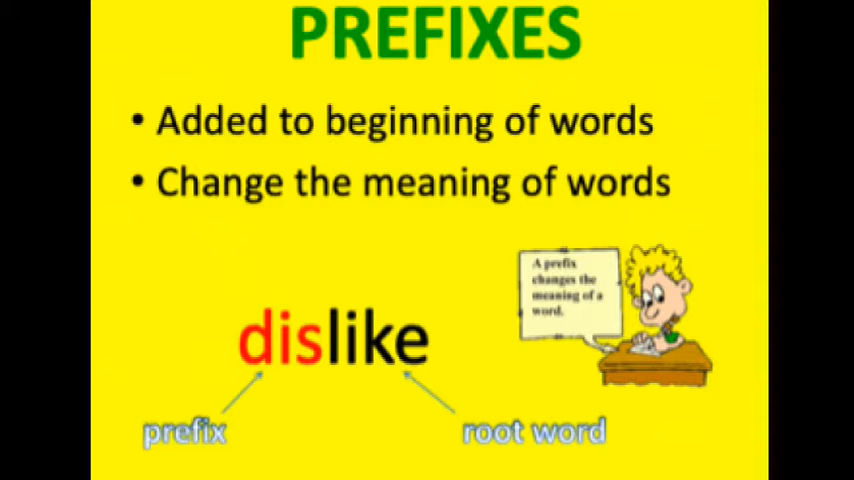 PREFIXES
• Added to beginning of words
• Change the meaning of words
A prefix
changes the
meaning of a
word.
dislike
prefix
root word